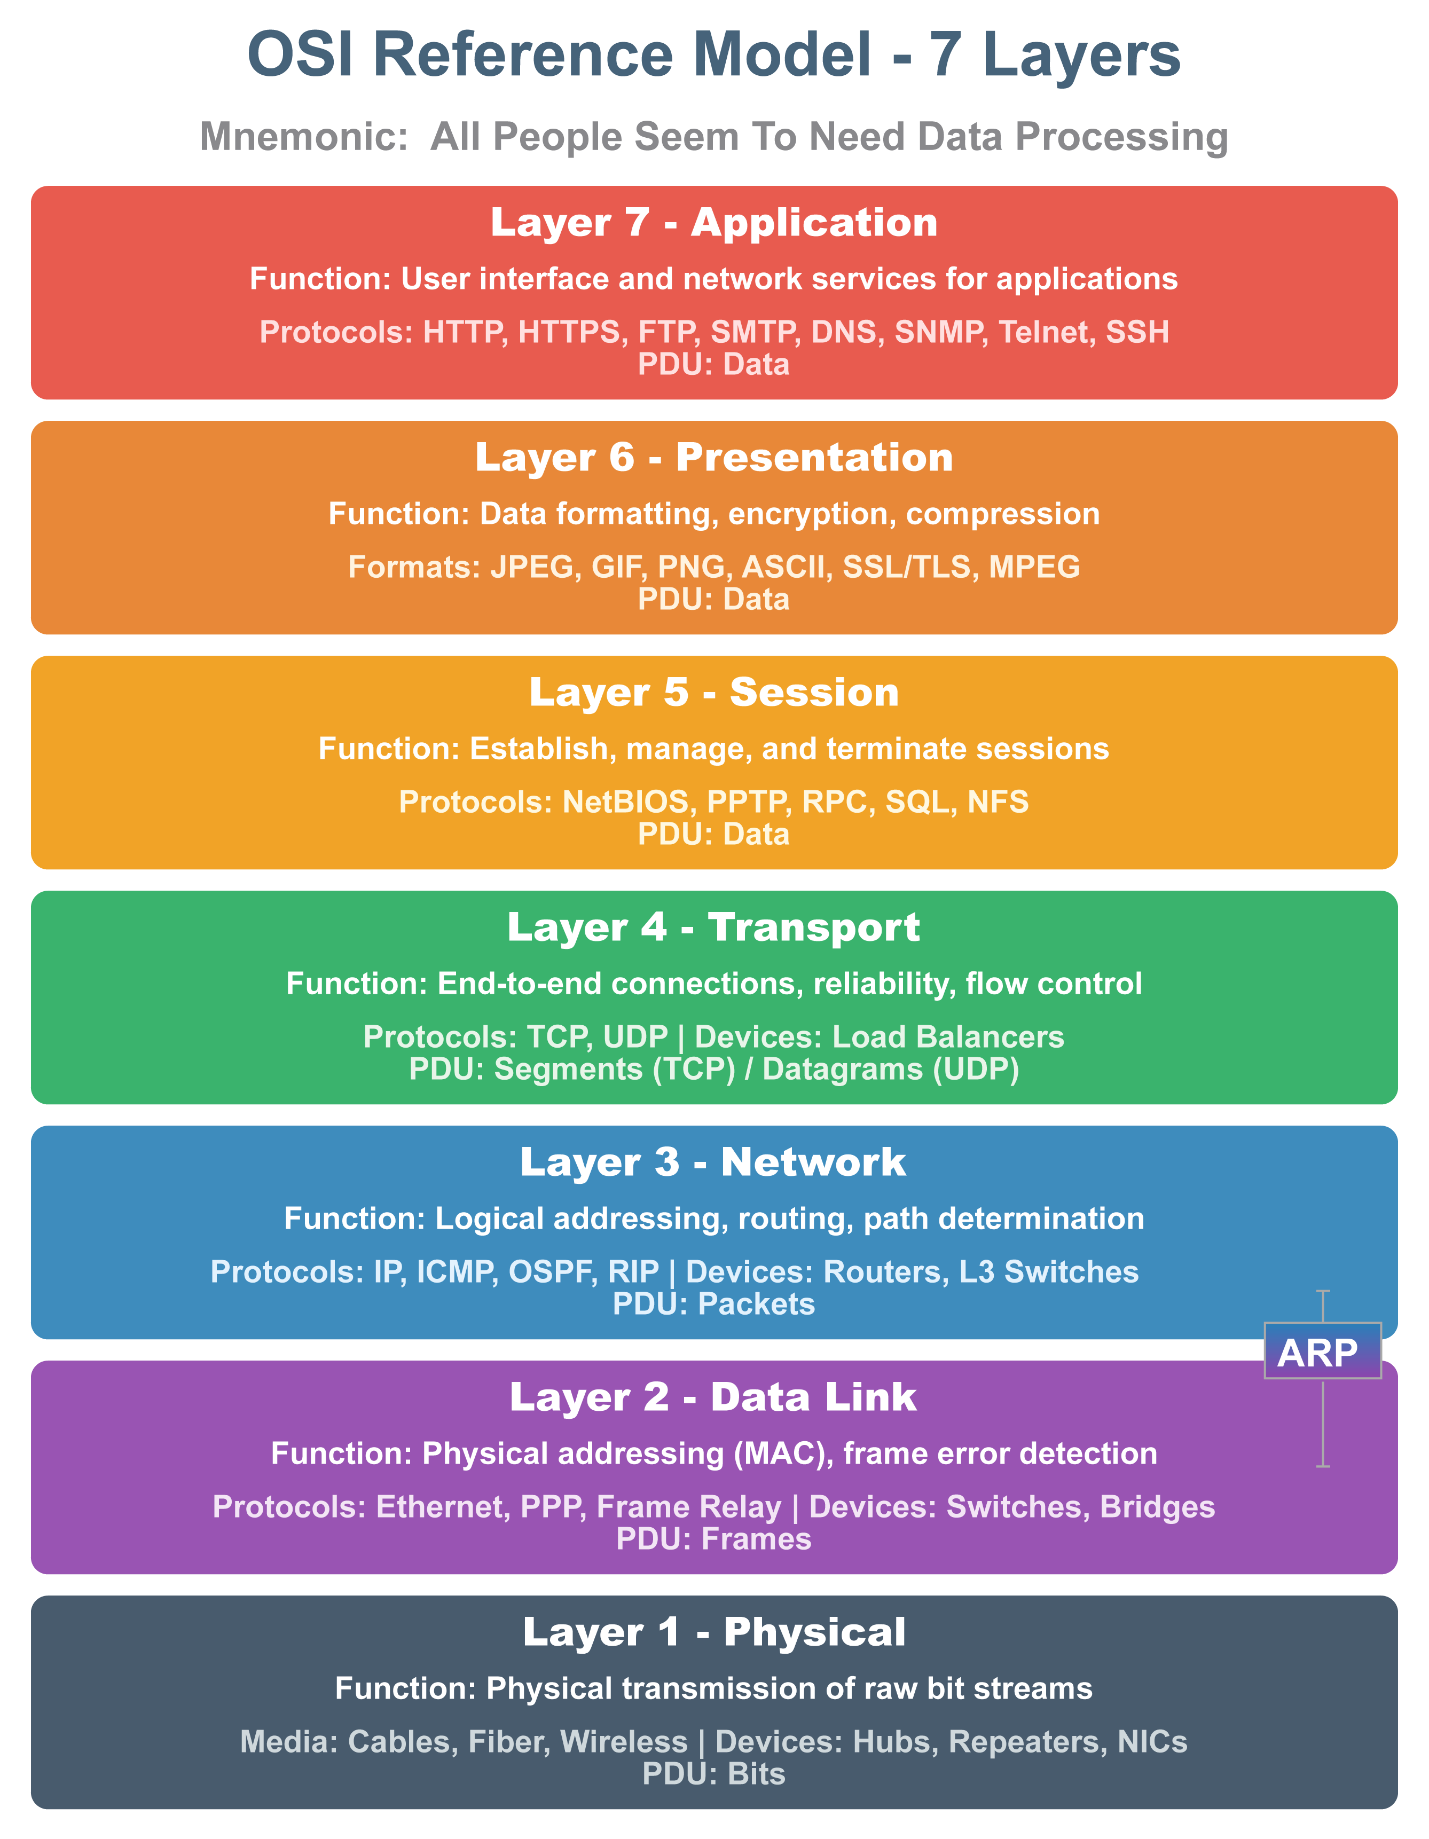 OSI Reference Model - 7 Layers
Mnemonic: All People Seem To Need Data Processing
Layer 7 - Application
Function: User interface and network services for applications
Protocols: HTTP, HTTPS, FTP, SMTP, DNS, SNMP, Telnet, SSH
PDU: Data
Layer 6 - Presentation
Function: Data formatting, encryption, compression
Formats: JPEG, GIF, PNG, ASCII, SSL/TLS, MPEG
PDU: Data
Layer 5 - Session
Function: Establish, manage, and terminate sessions
Protocols: NetBIOS, PPTP, RPC, SQL, NFS
PDU: Data
Layer 4 - Transport
Function: End-to-end connections, reliability, flow control
Protocols: TCP, UDP | Devices: Load Balancers
PDU: Segments (TCP) / Datagrams (UDP)
Layer 3 - Network
Function: Logical addressing, routing, path determination
Protocols: IP, ICMP, OSPF, RIP | Devices: Routers, L3 Switches
PDU: Packets
ARP
Layer 2 - Data Link
Function: Physical addressing (MAC), frame error detection
Protocols: Ethernet, PPP, Frame Relay | Devices: Switches, Bridges
PDU: Frames
Layer 1 - Physical
Function: Physical transmission of raw bit streams
Media: Cables, Fiber, Wireless | Devices: Hubs, Repeaters, NICs
PDU: Bits